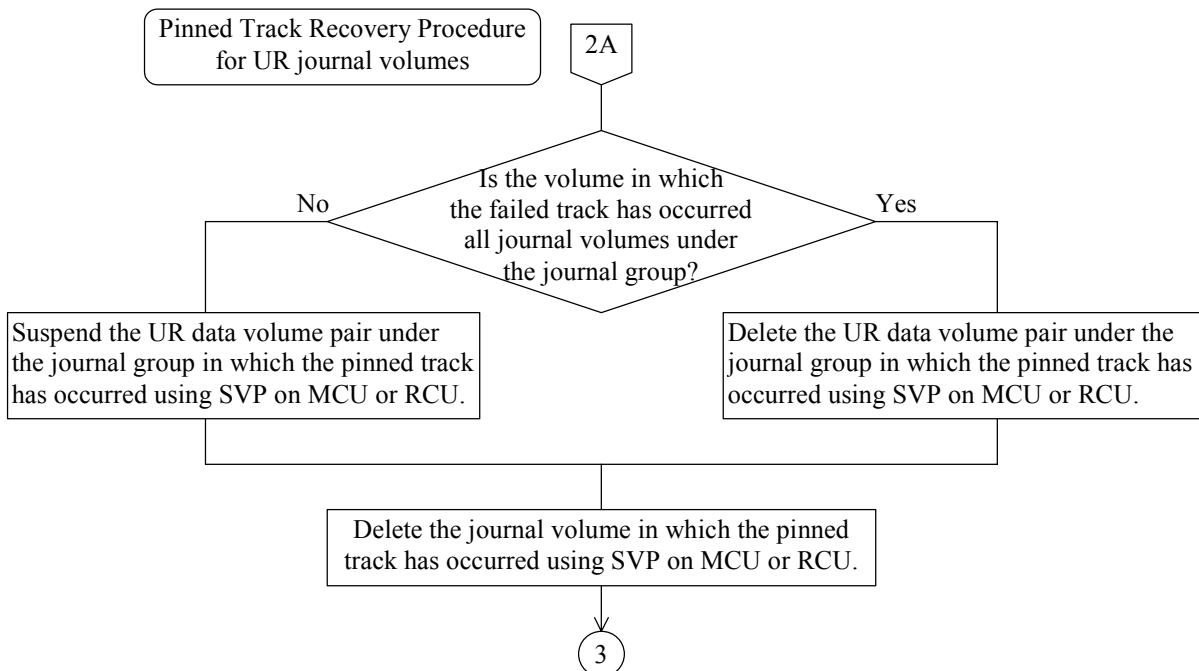 Pinned Track Recovery Procedure
for UR journal volumes
2A
Is the volume in which
the failed track has occurred
all journal volumes under
the journal group?
No
Yes
Suspend the UR data volume pair under
the journal group in which the pinned track
has occurred using SVP on MCU or RCU.
Delete the UR data volume pair under the
journal group in which the pinned track has
occurred using SVP on MCU or RCU.
Delete the journal volume in which the pinned
track has occurred using SVP on MCU or RCU.
3